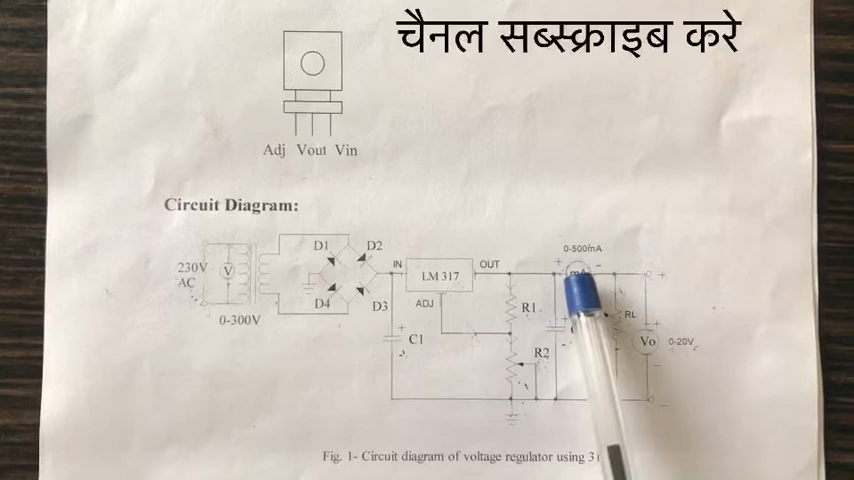 चैनल सब्स्क्राइब करे
Adj Vout Vin
Circuit Diagram:
D1 D2
0-500mA
IN OUT
230V
AC
V
LM 317
ADJ
D4 D3
R1
RL
0-300V
C1
R2
Vo 0-20V
Fig. 1- Circuit diagram of voltage regulator using 3